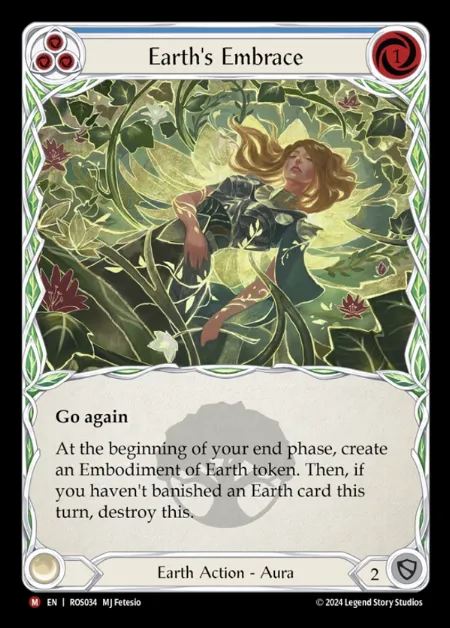 1
Earth's Embrace
Go again
At the beginning of your end phase, create
an Embodiment of Earth token. Then, if
you haven't banished an Earth card this
turn, destroy this.
Earth Action - Aura
2
M EN | ROS034 MJ Fetesio
© 2024 Legend Story Studios